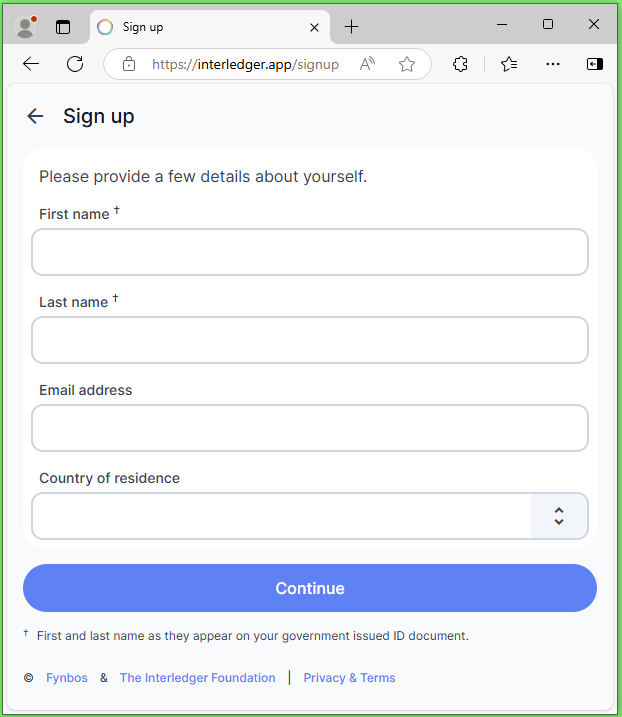 Sign up
https://interledger.app/signup
Sign up
Please provide a few details about yourself.
First name †
Last name †
Email address
Country of residence
Continue
† First and last name as they appear on your government issued ID document.
© Fynbos & The Interledger Foundation | Privacy & Terms